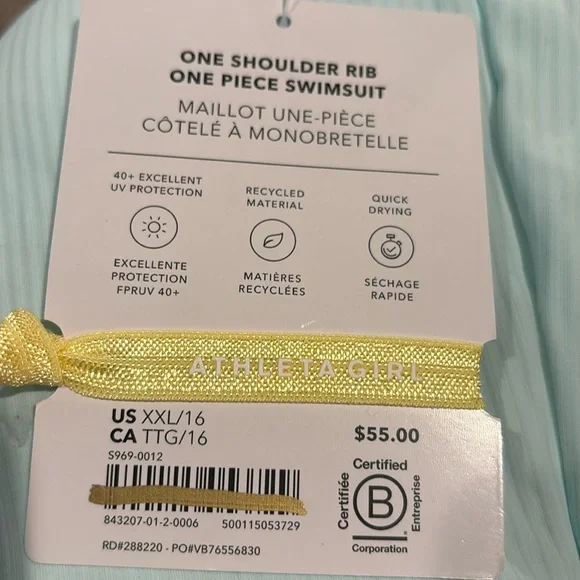 ONE SHOULDER RIB
ONE PIECE SWIMSUIT
MAILLOT UNE-PIÈCE
CÔTELÉ À MONOBRETELLE
40+ EXCELLENT
UV PROTECTION
EXCELLENTE
PROTECTION
FPRUV 40+
RECYCLED
MATERIAL
MATIÈRES
RECYCLÉES
QUICK
DRYING
SÉCHAGE
RAPIDE
ATHLETA GIRL
US XXL/16
CA TTG/16
$55.00
S969-0012
843207-01-2-0006 500115053729
RD#288220 - PO#VB76556830
Certified
Certifiée
B
Entreprise
Corporation